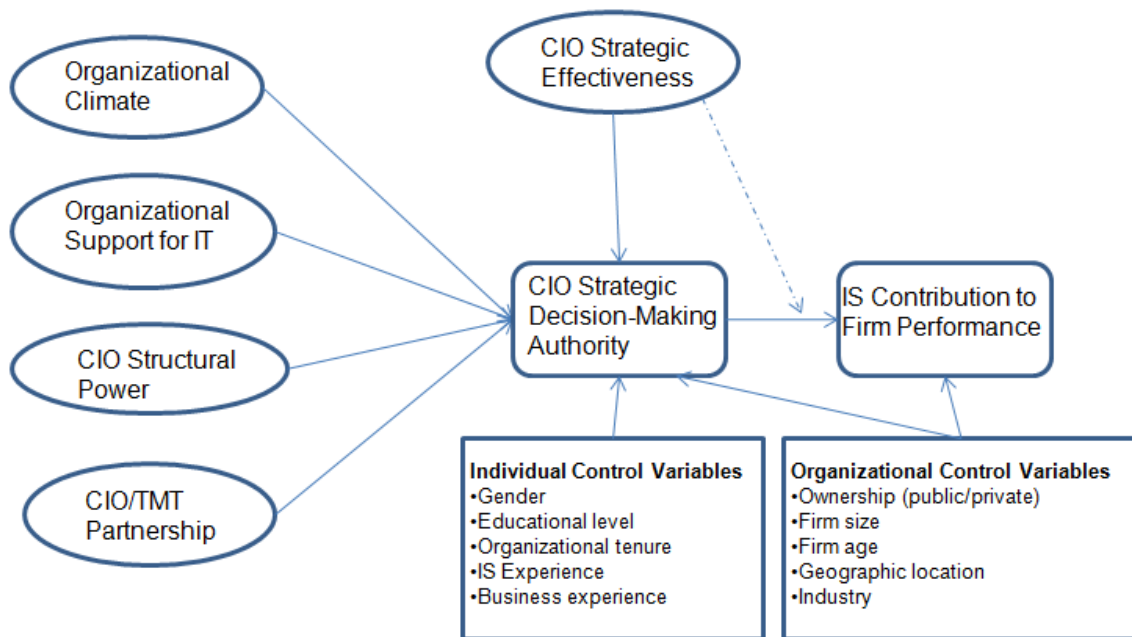 Organizational
Climate
CIO Strategic
Effectiveness
Organizational
Support for IT
CIO Structural
Power
CIO/TMT
Partnership
CIO Strategic
Decision-Making
Authority
IS Contribution to
Firm Performance
Individual Control Variables
•Gender
•Educational level
•Organizational tenure
•IS Experience
•Business experience
Organizational Control Variables
•Ownership (public/private)
•Firm size
•Firm age
•Geographic location
•Industry